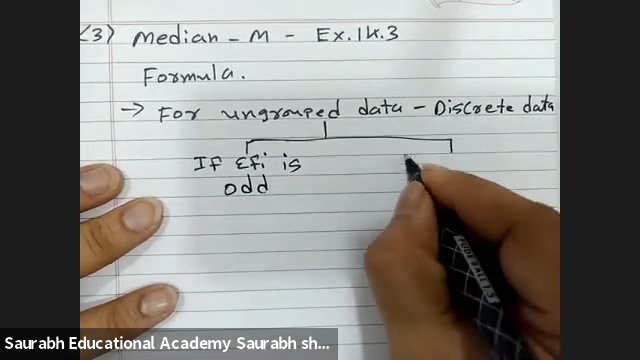 (3) Median - M - Ex.14.3
Formula.
→ For ungrouped data - Discrete data
If Σfi is
odd
Saurabh Educational Academy Saurabh sh...